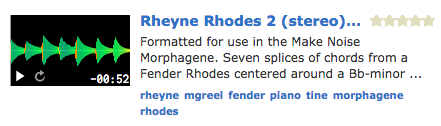 Rheyne Rhodes 2 (stereo)...
Formatted for use in the Make Noise
Morphagene. Seven splices of chords from a
Fender Rhodes centered around a Bb-minor ...
-00:52
rheyne mgreel fender piano tine morphagene
rhodes